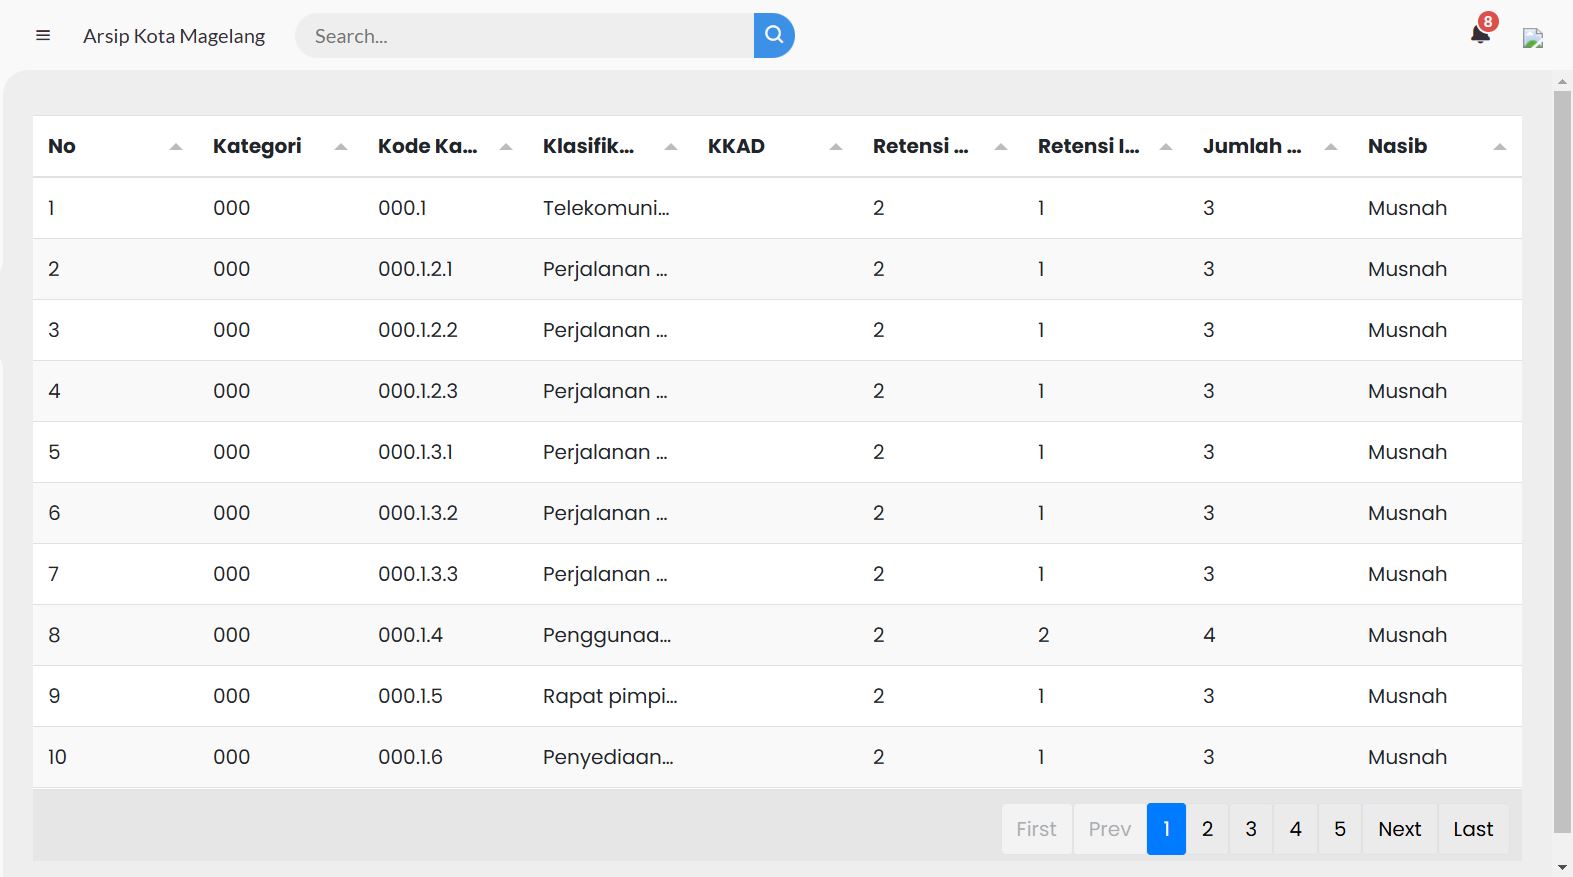 Arsip Kota Magelang Search... 8
No Kategori Kode Ka... Klasifik... KKAD Retensi ... Retensi I... Jumlah ... Nasib
1 000 000.1 Telekomuni... 2 1 3 Musnah
2 000 000.1.2.1 Perjalanan ... 2 1 3 Musnah
3 000 000.1.2.2 Perjalanan ... 2 1 3 Musnah
4 000 000.1.2.3 Perjalanan ... 2 1 3 Musnah
5 000 000.1.3.1 Perjalanan ... 2 1 3 Musnah
6 000 000.1.3.2 Perjalanan ... 2 1 3 Musnah
7 000 000.1.3.3 Perjalanan ... 2 1 3 Musnah
8 000 000.1.4 Penggunaa... 2 2 4 Musnah
9 000 000.1.5 Rapat pimpi... 2 1 3 Musnah
10 000 000.1.6 Penyediaan... 2 1 3 Musnah
First Prev 1 2 3 4 5 Next Last